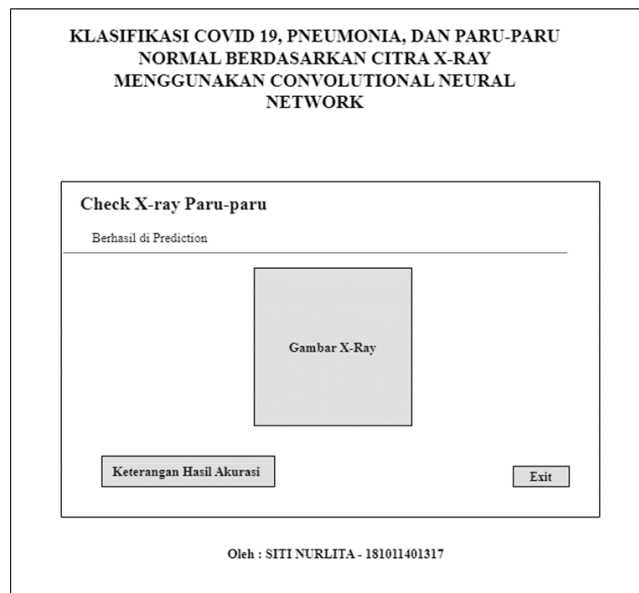 KLASIFIKASI COVID 19, PNEUMONIA, DAN PARU-PARU
NORMAL BERDASARKAN CITRA X-RAY
MENGGUNAKAN CONVOLUTIONAL NEURAL
NETWORK
Check X-ray Paru-paru
Berhasil di Prediction
Gambar X-Ray
Keterangan Hasil Akurasi
Exit
Oleh : SITI NURLITA - 181011401317